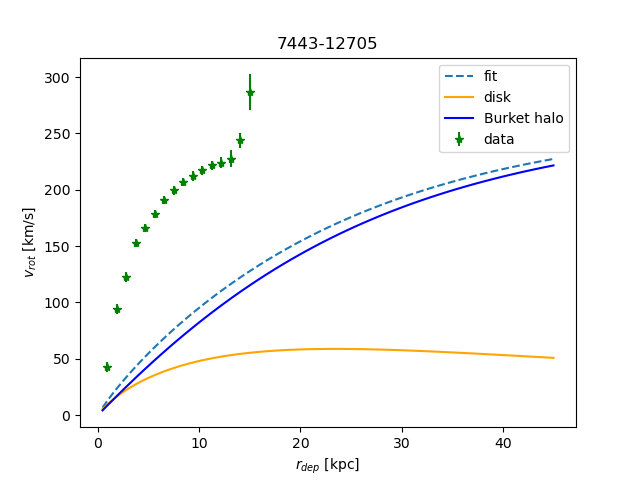 7443-12705
fit
disk
Burket halo
data
300
250
200
150
100
50
0
v_rot [km/s]
0 10 20 30 40
r_dep [kpc]